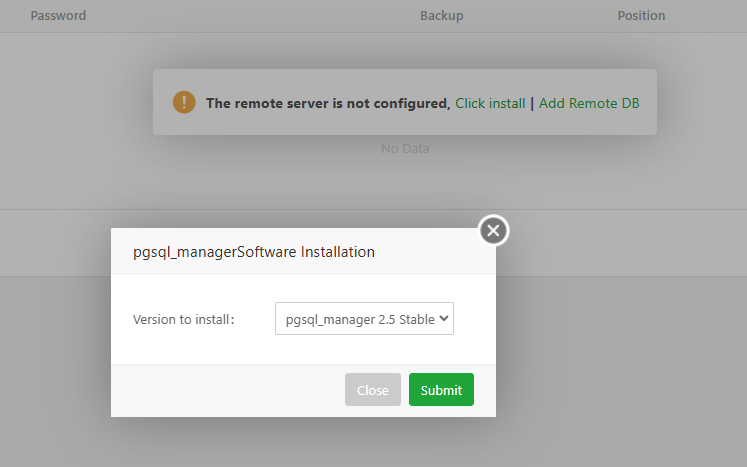 Password Backup Position
The remote server is not configured, Click install | Add Remote DB
No Data
pgsql_managerSoftware Installation
Version to install:
pgsql_manager 2.5 Stable
Close Submit